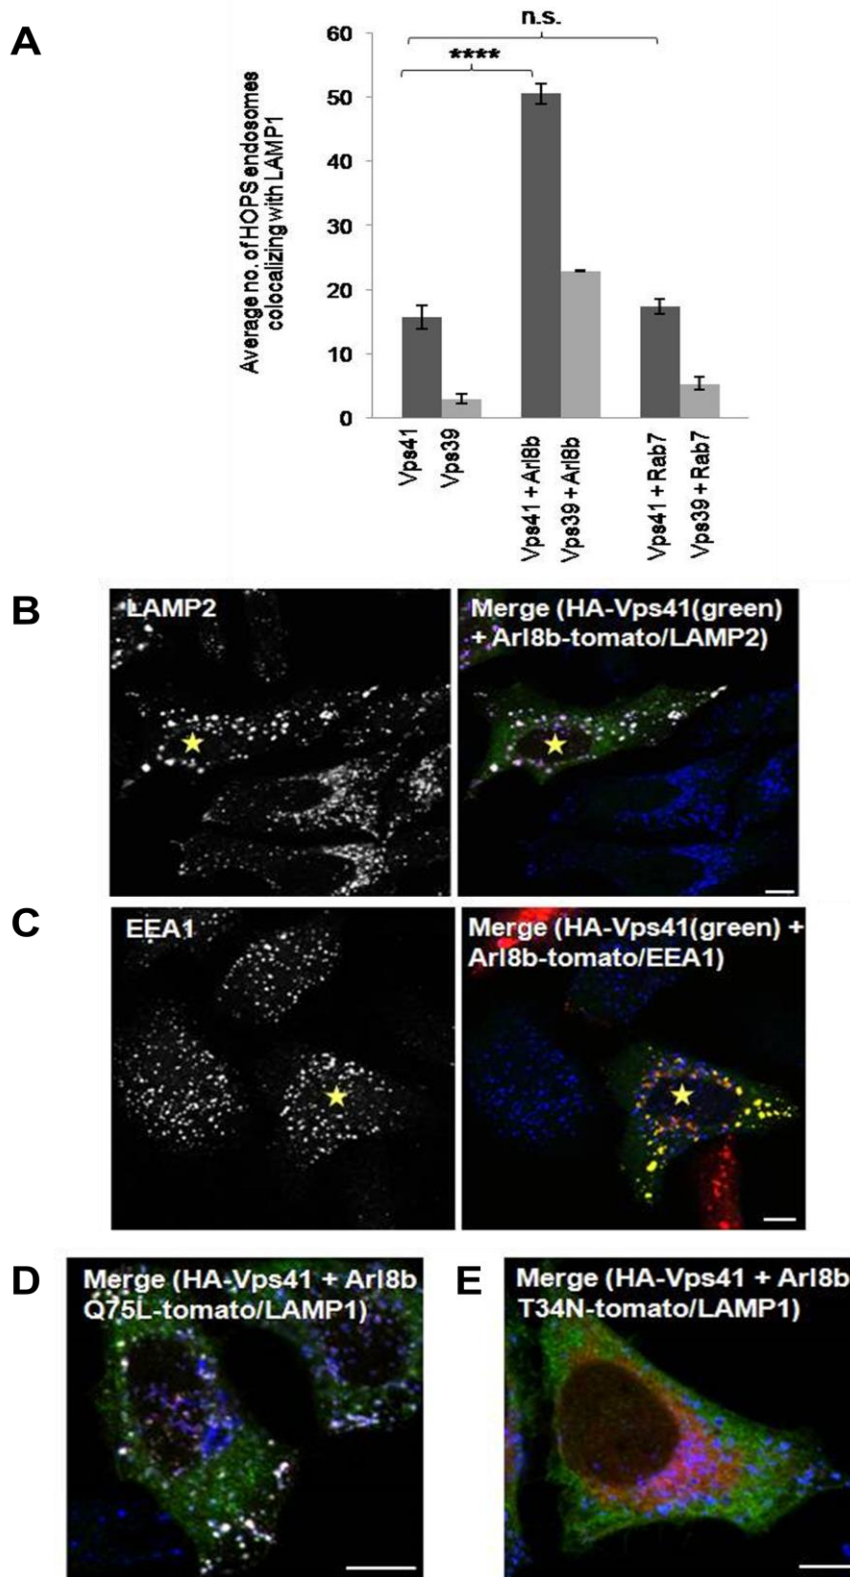 A
n.s.
****
60
50
40
30
20
10
0
Average no. of HOPS endosomes
colocalizing with LAMP1
Vps41
Vps39
Vps41 + Arl8b
Vps39 + Arl8b
Vps41 + Rab7
Vps39 + Rab7
B
LAMP2
Merge (HA-Vps41(green)
+ Arl8b-tomato/LAMP2)
C
EEA1
Merge (HA-Vps41(green) +
Arl8b-tomato/EEA1)
D
Merge (HA-Vps41 + Arl8b
Q75L-tomato/LAMP1)
E
Merge (HA-Vps41 + Arl8b
T34N-tomato/LAMP1)